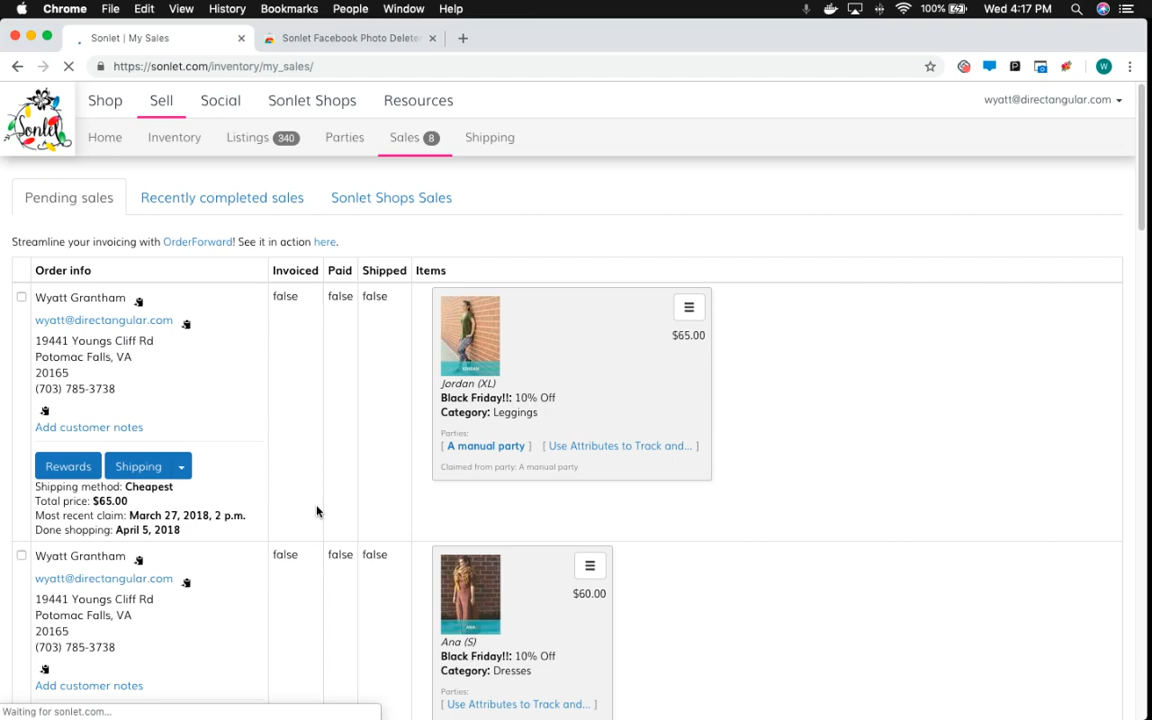 Chrome File Edit View History Bookmarks People Window Help 100% Wed 4:17 PM
Sonlet | My Sales Sonlet Facebook Photo Deleter
https://sonlet.com/inventory/my_sales/
Sonlet Shop Sell Social Sonlet Shops Resources wyatt@directangular.com
Home Inventory Listings 340 Parties Sales 8 Shipping
Pending sales Recently completed sales Sonlet Shops Sales
Streamline your invoicing with OrderForward! See it in action here.
Order info Invoiced Paid Shipped Items
Wyatt Grantham false false false
wyatt@directangular.com
19441 Youngs Cliff Rd
Potomac Falls, VA
20165
(703) 785-3738
Add customer notes
Rewards Shipping
Shipping method: Cheapest
Total price: $65.00
Most recent claim: March 27, 2018, 2 p.m.
Done shopping: April 5, 2018
$65.00
JORDAN
Jordan (XL)
Black Friday!!: 10% Off
Category: Leggings
Parties:
[ A manual party ] [ Use Attributes to Track and... ]
Claimed from party: A manual party
Wyatt Grantham false false false
wyatt@directangular.com
19441 Youngs Cliff Rd
Potomac Falls, VA
20165
(703) 785-3738
Add customer notes
$60.00
ANA
Ana (S)
Black Friday!!: 10% Off
Category: Dresses
Parties:
[ Use Attributes to Track and... ]
Waiting for sonlet.com...
W